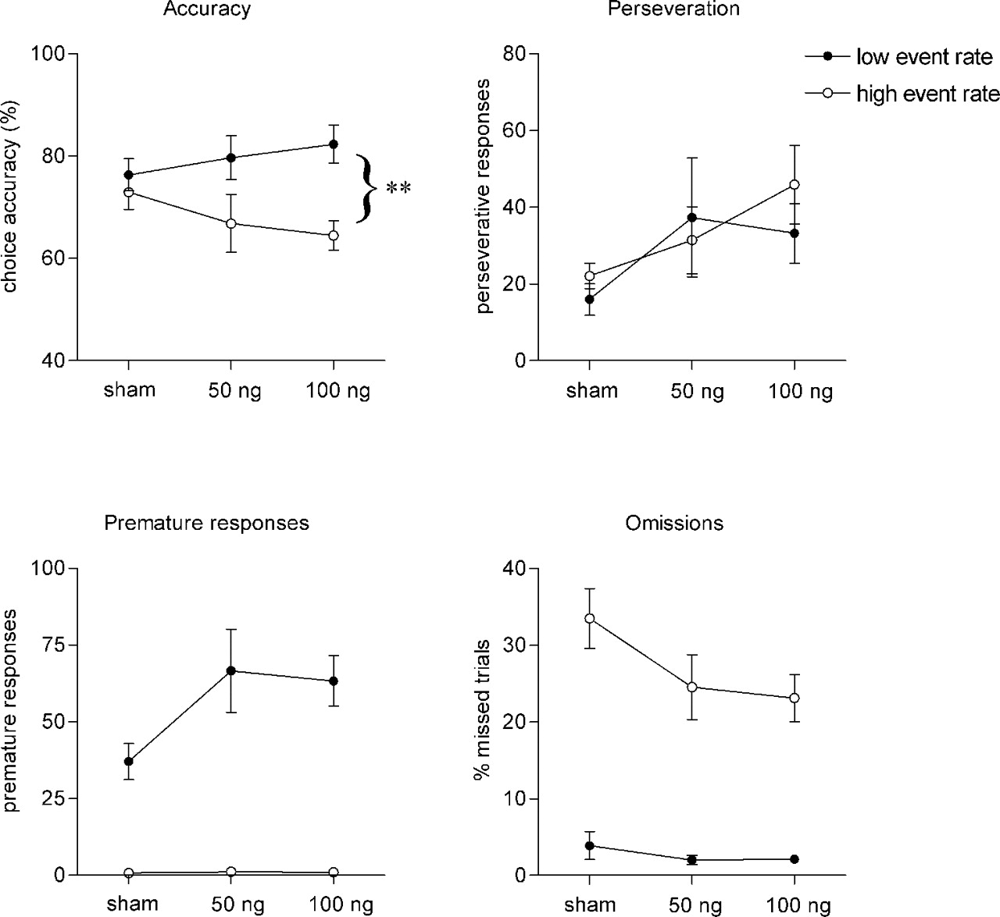 Accuracy
choice accuracy (%)
100
80
60
40
**
sham 50 ng 100 ng
Perseveration
perseverative responses
80
60
40
20
0
sham 50 ng 100 ng
low event rate
high event rate
Premature responses
premature responses
100
75
50
25
0
sham 50 ng 100 ng
Omissions
% missed trials
40
30
20
10
0
sham 50 ng 100 ng